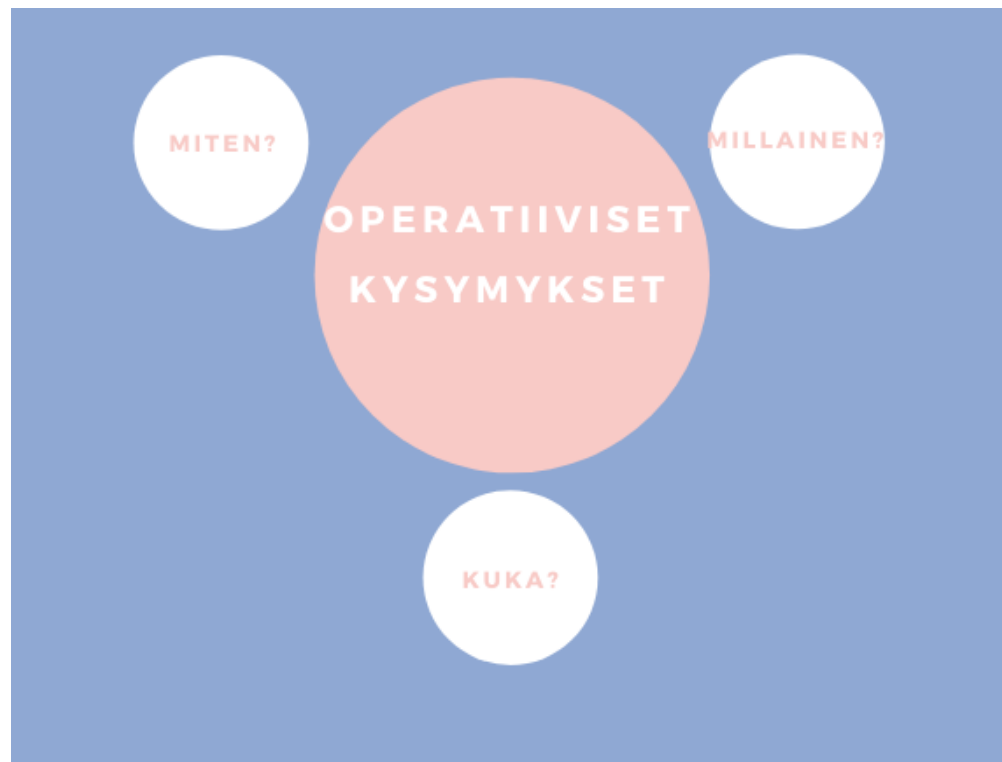 MITEN?
MILLAINEN?
OPERATIIVISET
KYSYMYKSET
KUKA?